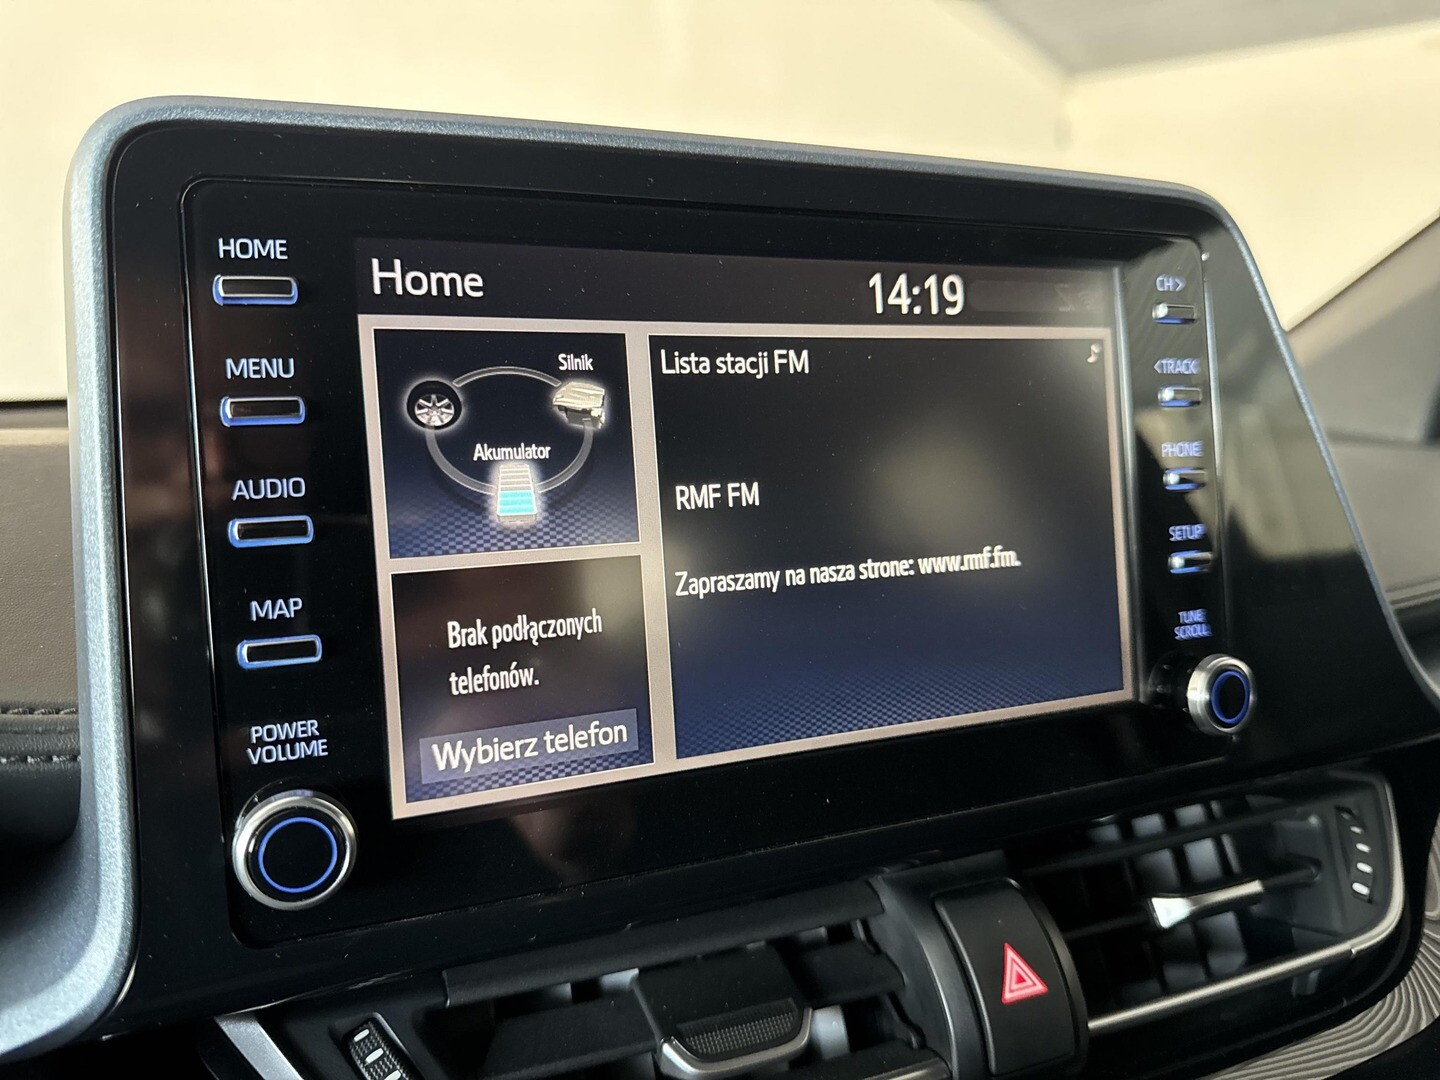 HOME
MENU
AUDIO
MAP
POWER
VOLUME
Home
14:19
Silnik
Akumulator
Brak podłączonych
telefonów.
Wybierz telefon
Lista stacji FM
RMF FM
Zapraszamy na nasza strone: www.rmf.fm.
CH>
<TRACK
PHONE
SETUP
TUNE
SCROLL